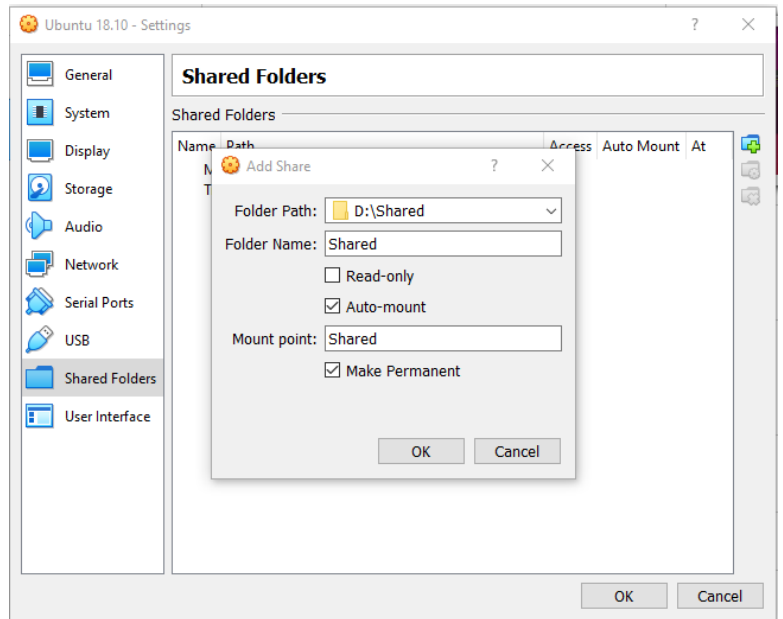 Ubuntu 18.10 - Settings ? ×
General
System
Display
Storage
Audio
Network
Serial Ports
USB
Shared Folders
User Interface
Shared Folders
Shared Folders
Name Path Access Auto Mount At
M
T
Add Share ? ×
Folder Path: D:\Shared
Folder Name: Shared
Read-only
Auto-mount
Mount point: Shared
Make Permanent
OK Cancel
OK Cancel